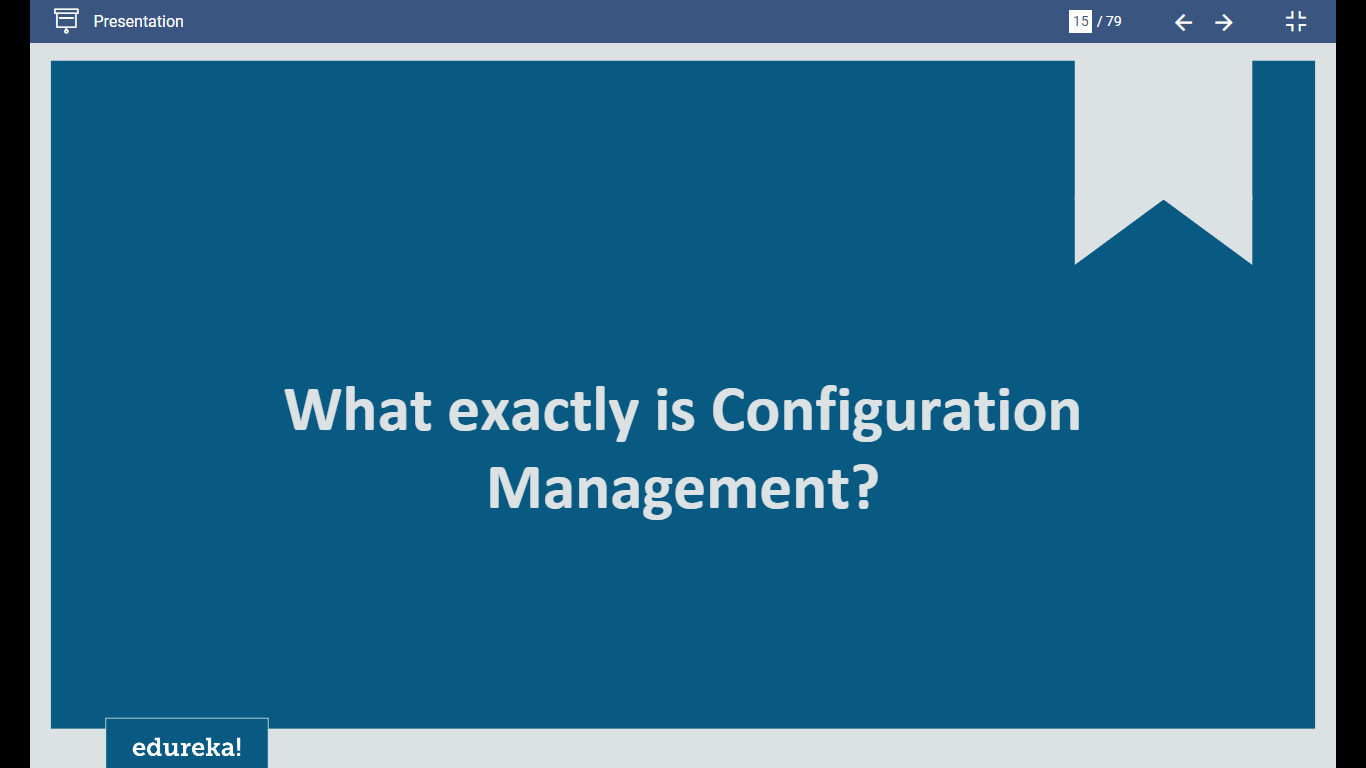 Presentation
15 / 79
What exactly is Configuration
Management?
edureka!